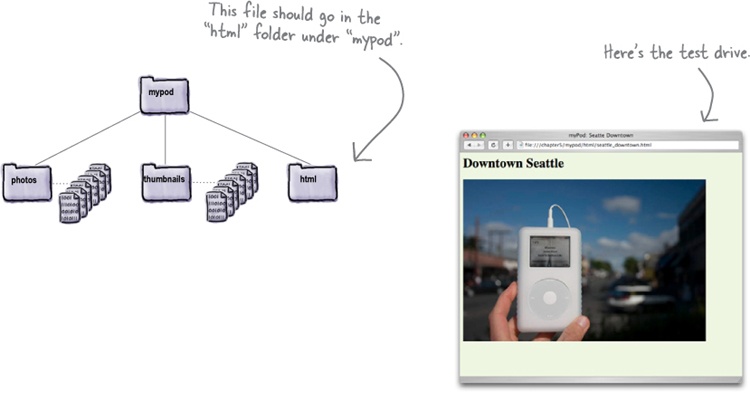 This file should go in the
“html” folder under “mypod”.
Here's the test drive.
mypod
photos
thumbnails
html
myPod: Seattle Downtown
file:///chapter5/mypod/html/seattle_downtown.html
Downtown Seattle